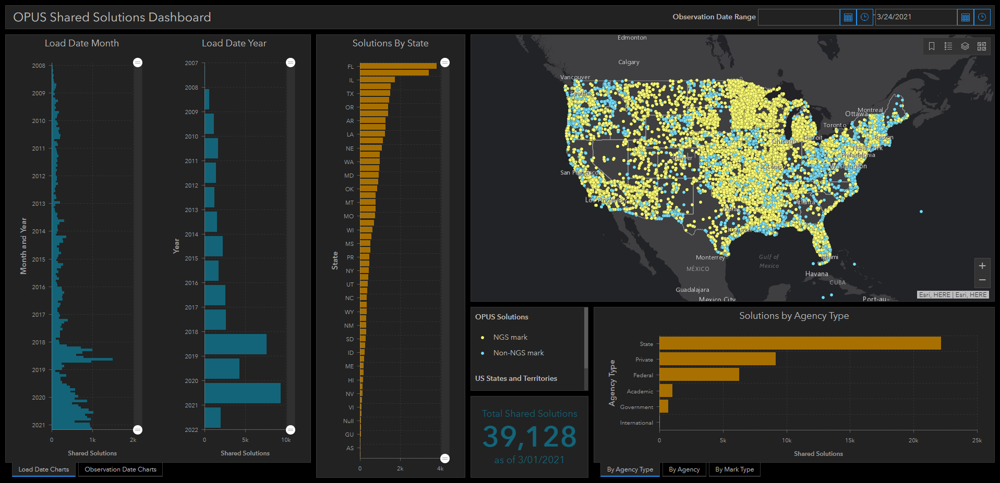 OPUS Shared Solutions Dashboard
Observation Date Range
-
3/24/2021
Load Date Month
Month and Year
2008
2009
2010
2011
2012
2013
2014
2015
2016
2017
2018
2019
2020
2021
0 1k 2k
Shared Solutions
Load Date Year
Year
2007
2008
2009
2010
2011
2012
2013
2014
2015
2016
2017
2018
2019
2020
2021
2022
0 5k 10k
Shared Solutions
Load Date Charts
Observation Date Charts
Solutions By State
State
FL
IL
TX
OR
AR
LA
NE
WA
MD
OK
MT
MO
WI
MS
PR
NY
UT
NC
WY
NM
SD
ID
ME
HI
NV
VI
Null
GU
AS
0 2k 4k
Edmonton
Calgary
Vancouver
Seattle
Montreal
Ottawa
Toronto
Boston
Detroit
Chicago
New York
Philadelphia
Denver
Washington
St Louis
San Francisco
Los Angeles
Atlanta
Dallas
Houston
Monterrey
Gulf of
Mexico
Miami
MÉXICO
Havana
CUBA
Guadalajara
Mexico City
Port-au-
+
−
Esri, HERE | Esri, HERE
OPUS Solutions
NGS mark
Non-NGS mark
US States and Territories
Total Shared Solutions
39,128
as of 3/01/2021
Solutions by Agency Type
Agency Type
State
Private
Federal
Academic
Government
International
0 5k 10k 15k 20k 25k
Shared Solutions
By Agency Type
By Agency
By Mark Type